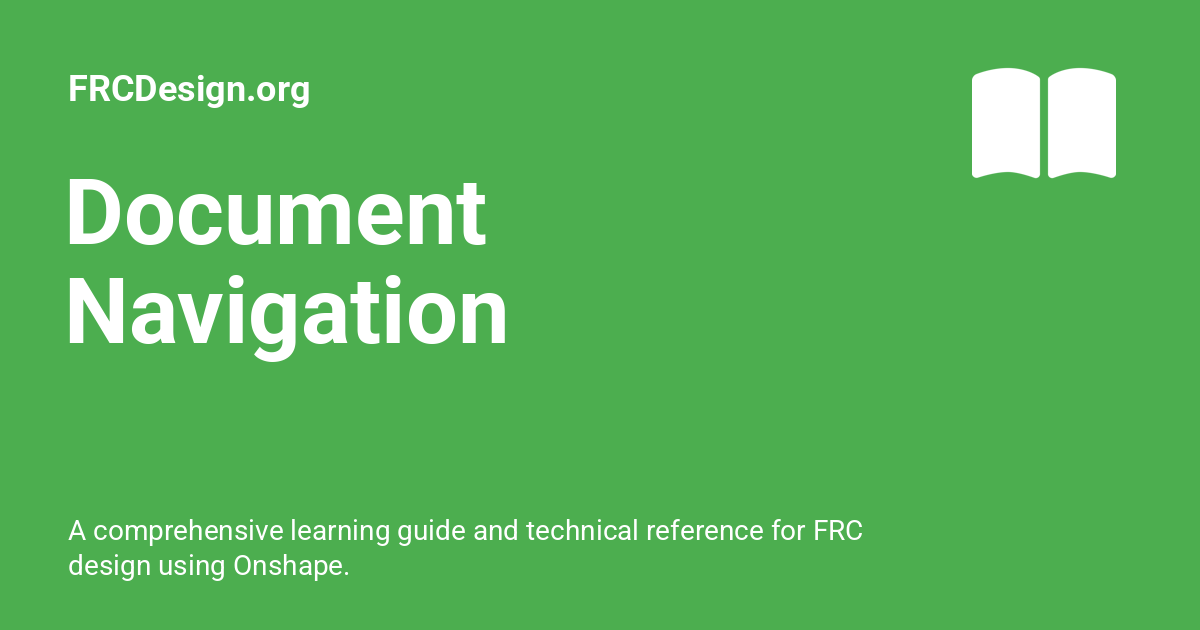 FRCDesign.org
Document
Navigation
A comprehensive learning guide and technical reference for FRC
design using Onshape.